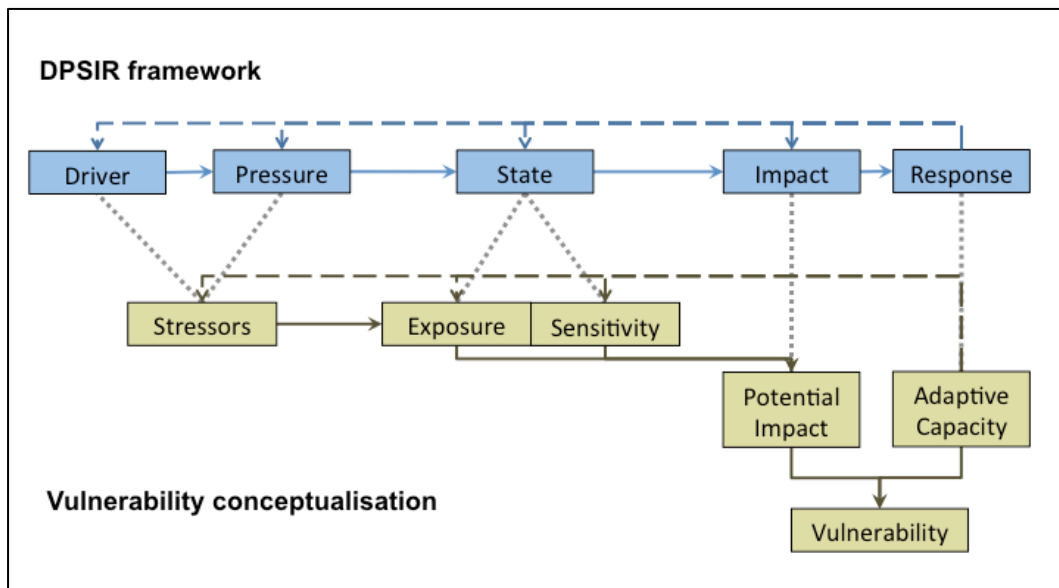 DPSIR framework
Driver
Pressure
State
Impact
Response
Stressors
Exposure
Sensitivity
Potential
Impact
Adaptive
Capacity
Vulnerability conceptualisation
Vulnerability